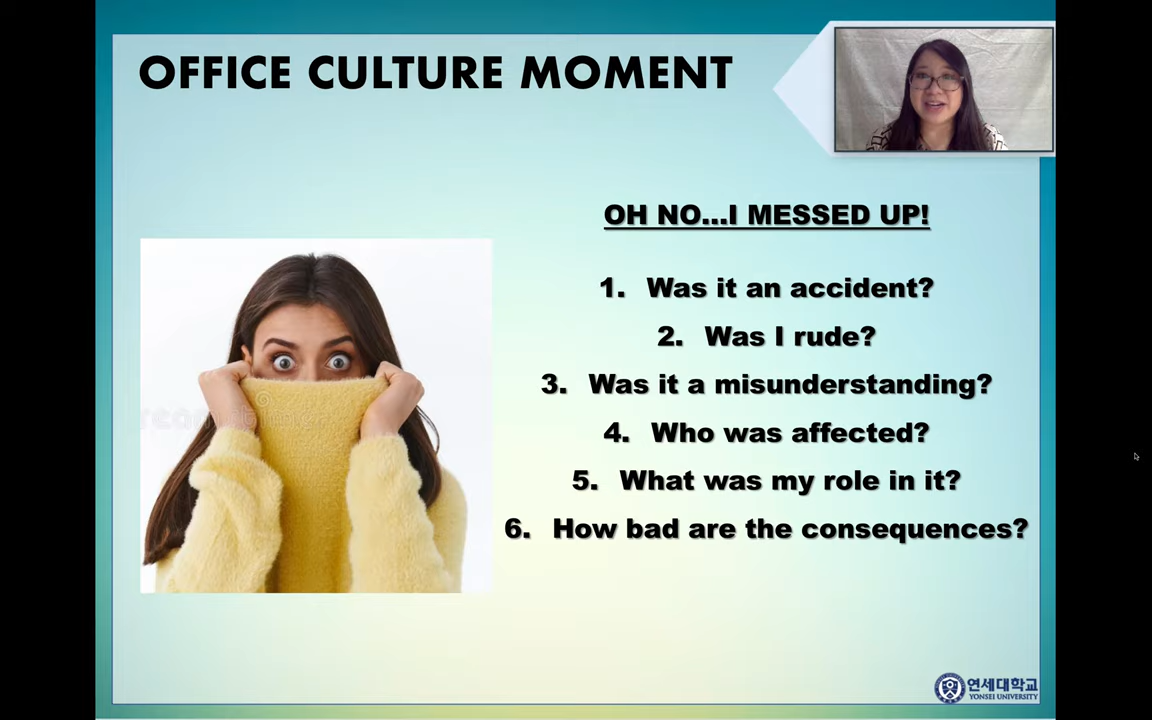 OFFICE CULTURE MOMENT
OH NO...I MESSED UP!
1. Was it an accident?
2. Was I rude?
3. Was it a misunderstanding?
4. Who was affected?
5. What was my role in it?
6. How bad are the consequences?
연세대학교
YONSEI UNIVERSITY